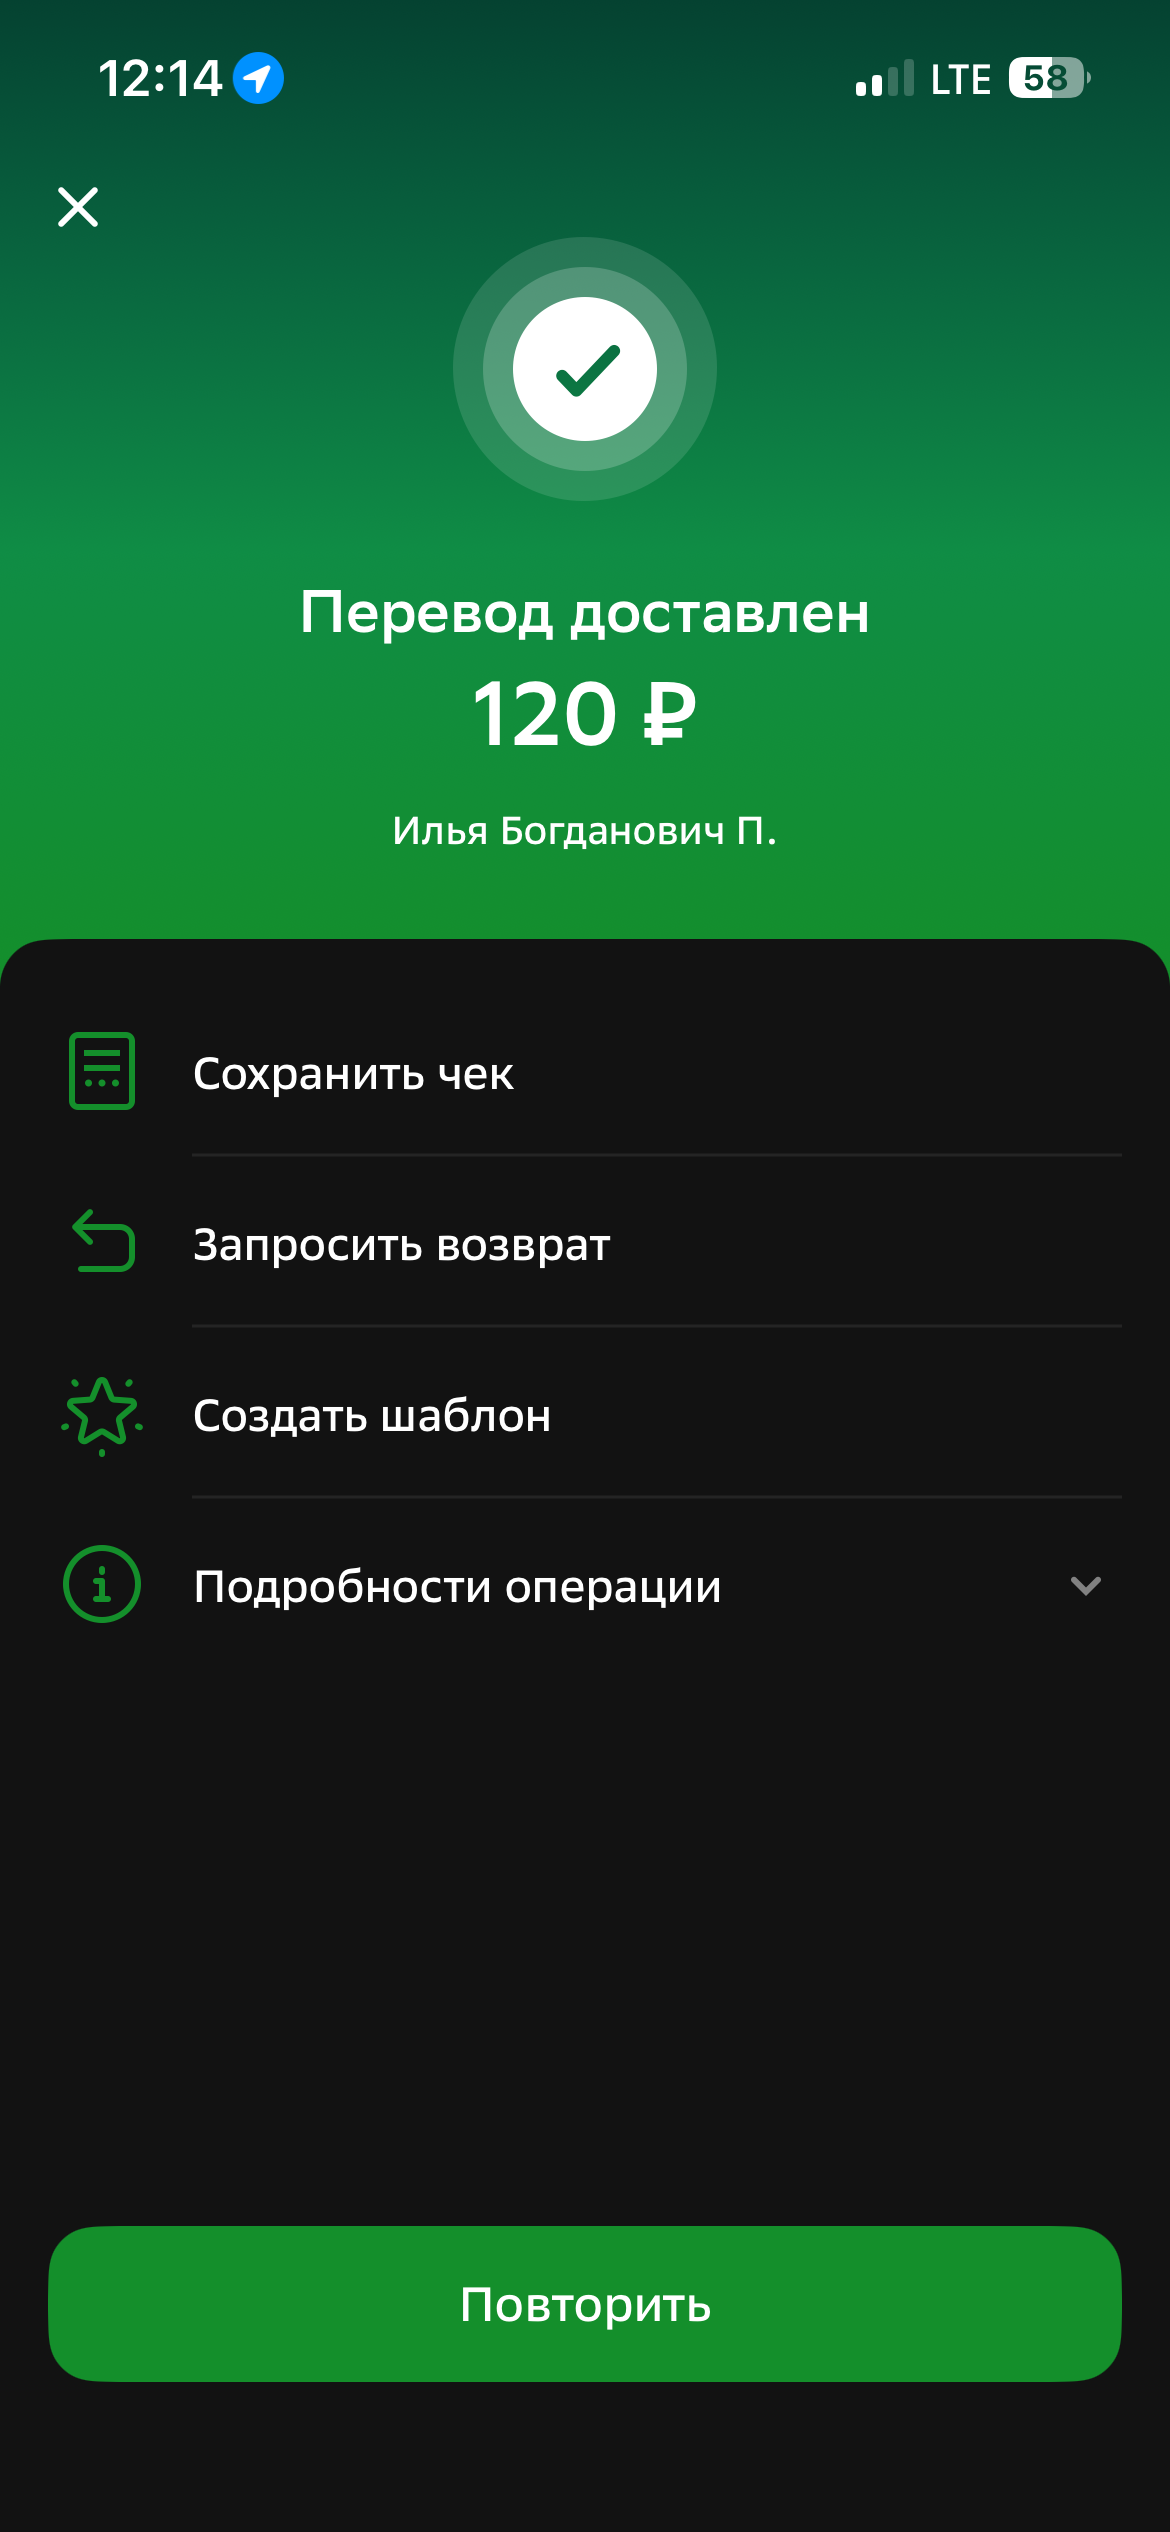 12:14 LTE 58
Перевод доставлен
120 ₽
Илья Богданович П.
Сохранить чек
Запросить возврат
Создать шаблон
Подробности операции
Повторить